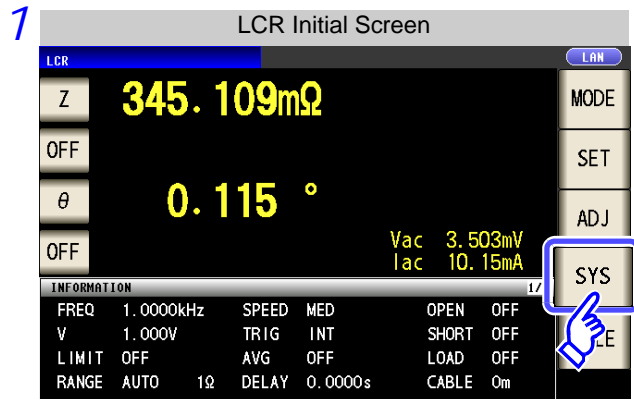 1
LCR Initial Screen
LCR
LAN
Z
345.109mΩ
MODE
OFF
SET
θ
0.115 °
ADJ
OFF
Vac 3.503mV
Iac 10.15mA
SYS
INFORMATION
1/
FREQ 1.0000kHz SPEED MED OPEN OFF
V 1.000V TRIG INT SHORT OFF
LIMIT OFF AVG OFF LOAD OFF
RANGE AUTO 1Ω DELAY 0.0000s CABLE 0m